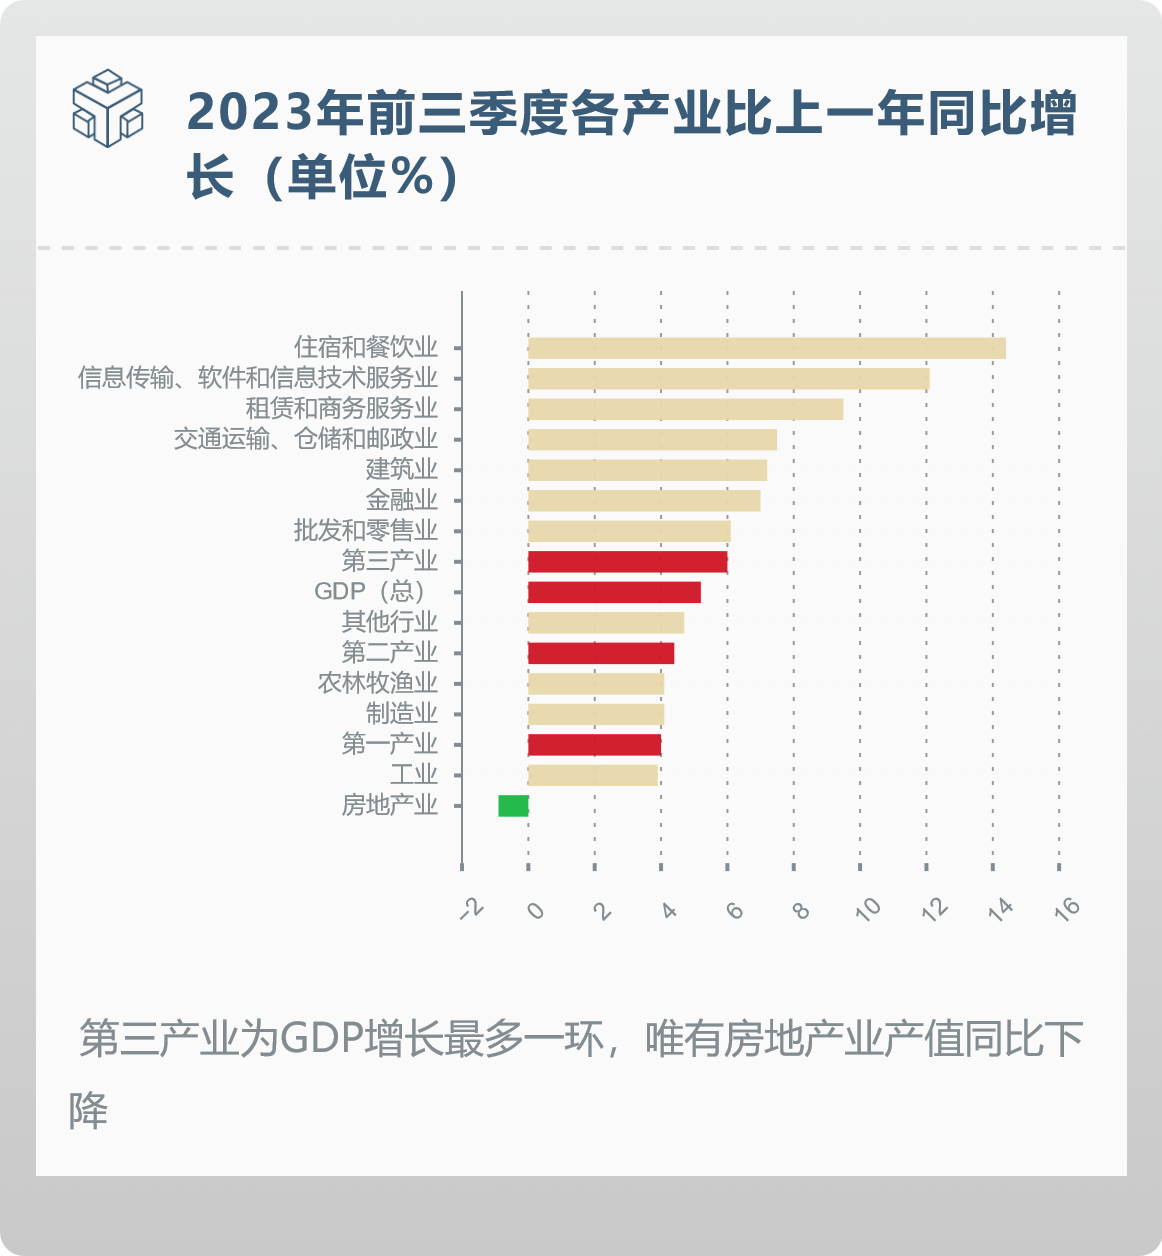 2023年前三季度各产业比上一年同比增
长（单位%）
住宿和餐饮业
信息传输、软件和信息技术服务业
租赁和商务服务业
交通运输、仓储和邮政业
建筑业
金融业
批发和零售业
第三产业
GDP（总）
其他行业
第二产业
农林牧渔业
制造业
第一产业
工业
房地产业
-2 0 2 4 6 8 10 12 14 16
第三产业为GDP增长最多一环，唯有房地产业产值同比下
降